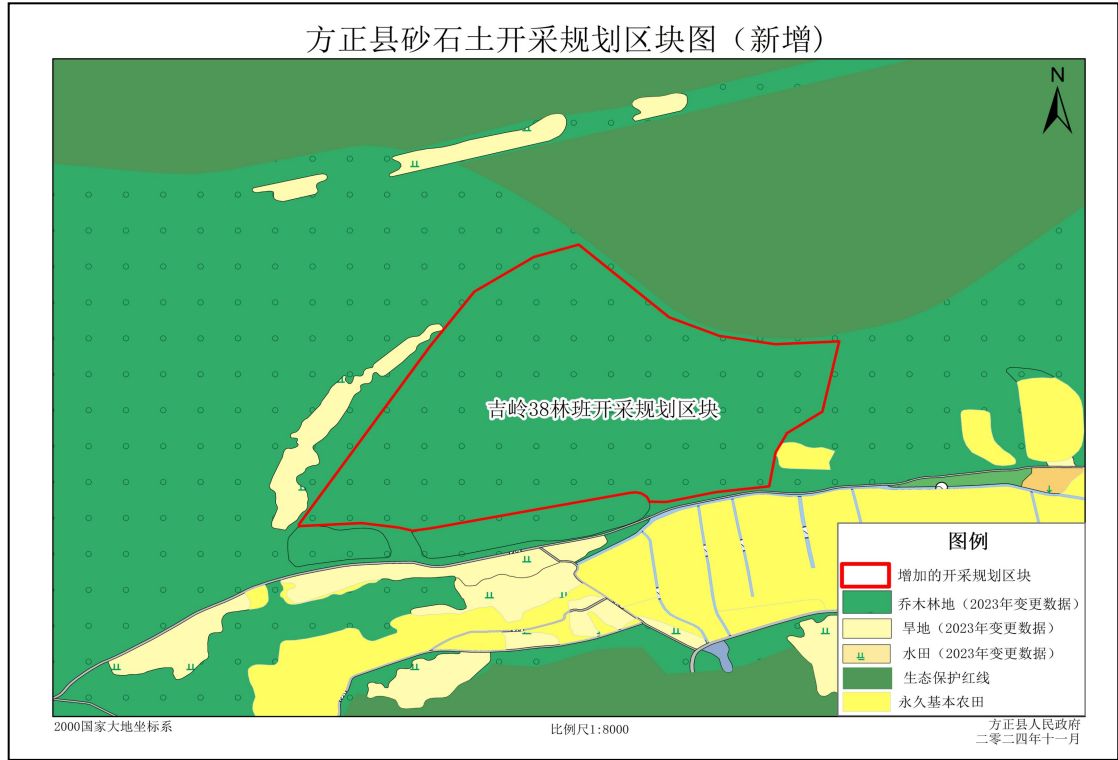 方正县砂石土开采规划区块图（新增)
N
吉岭38林班开采规划区块
图例
增加的开采规划区块
乔木林地（2023年变更数据）
旱地（2023年变更数据）
水田（2023年变更数据）
生态保护红线
永久基本农田
2000国家大地坐标系
比例尺1:8000
方正县人民政府
二零二四年十一月